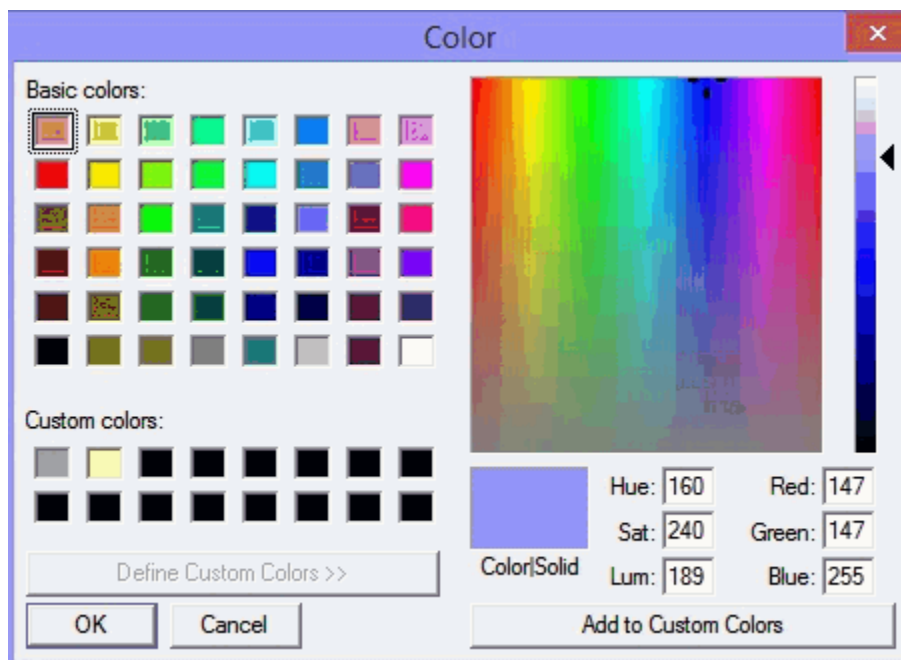 Color
Basic colors:
Custom colors:
Define Custom Colors >>
OK Cancel
Color|Solid
Hue: 160 Red: 147
Sat: 240 Green: 147
Lum: 189 Blue: 255
Add to Custom Colors